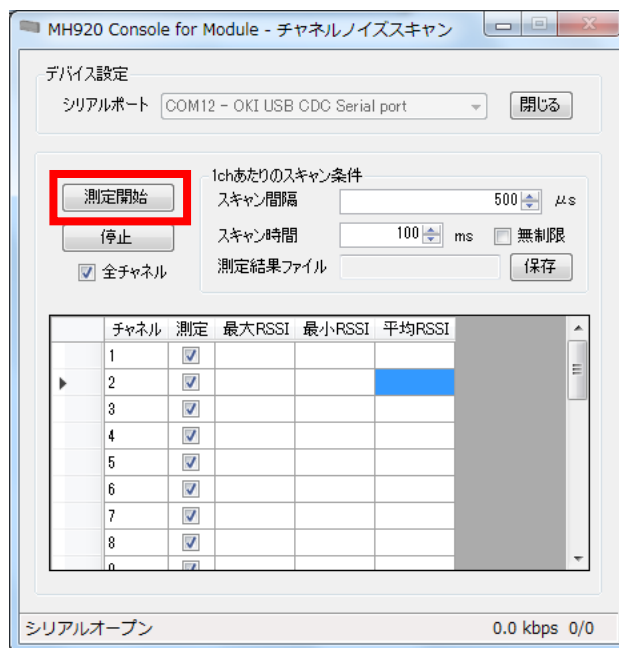 MH920 Console for Module - チャネルノイズスキャン
デバイス設定
シリアルポート COM12 - OKI USB CDC Serial port 閉じる
1chあたりのスキャン条件
測定開始 スキャン間隔 500 μs
停止 スキャン時間 100 ms 無制限
全チャネル 測定結果ファイル 保存
チャネル 測定 最大RSSI 最小RSSI 平均RSSI
1
2
3
4
5
6
7
8
9
シリアルオープン 0.0 kbps 0/0